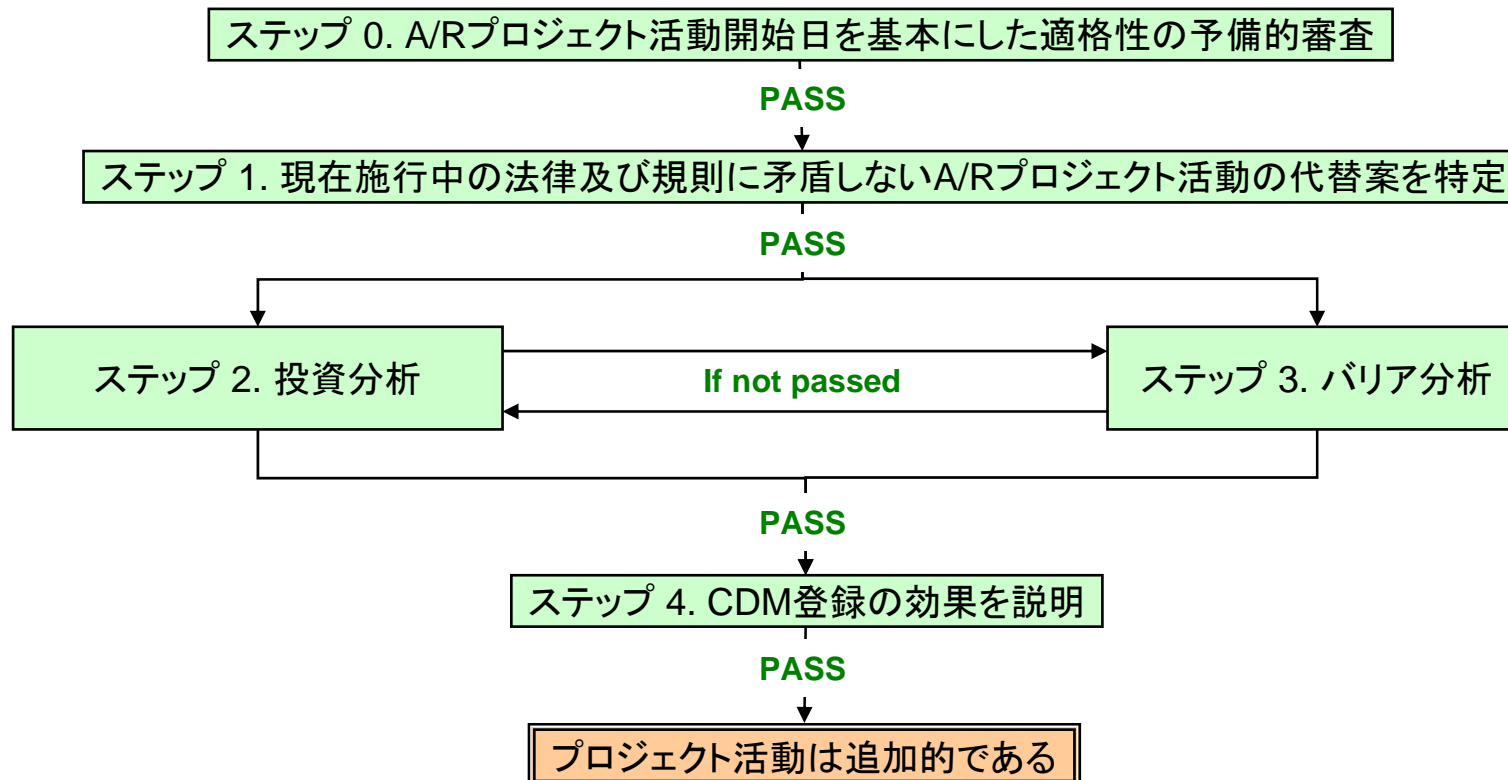 ステップ 0. A/Rプロジェクト活動開始日を基本にした適格性の予備的審査
PASS
ステップ 1. 現在施行中の法律及び規則に矛盾しないA/Rプロジェクト活動の代替案を特定
PASS
ステップ 2. 投資分析
If not passed
ステップ 3. バリア分析
PASS
ステップ 4. CDM登録の効果を説明
PASS
プロジェクト活動は追加的である